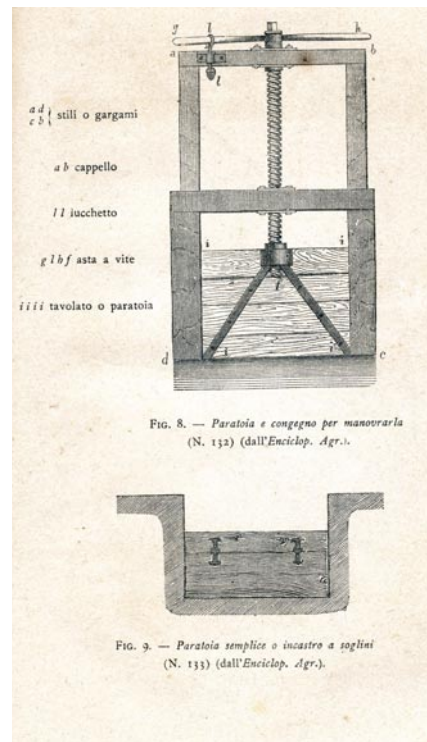 g l h
a b
l
a d
c b } stili o gargami
a b cappello
l l lucchetto
g l h f asta a vite
i i i i tavolato o paratoia
i i
f
i i
d c
FIG. 8. — Paratoia e congegno per manovrarla
(N. 132) (dall'Enciclop. Agr.).
FIG. 9. — Paratoia semplice o incastro a soglini
(N. 133) (dall'Enciclop. Agr.).